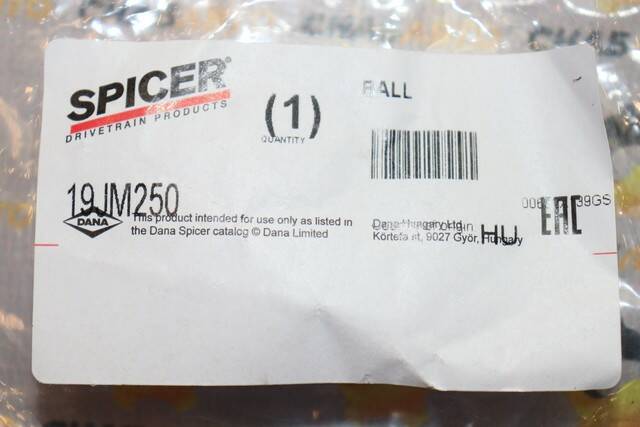 SPICER®
DRIVETRAIN PRODUCTS
(1)
QUANTITY
BALL
19JM250
DANA
This product intended for use only as listed in
the Dana Spicer catalog © Dana Limited
Dana Hungary Ltd.
Körtefa st, 9027 Győr, Hungary
HU
EAC
39GS